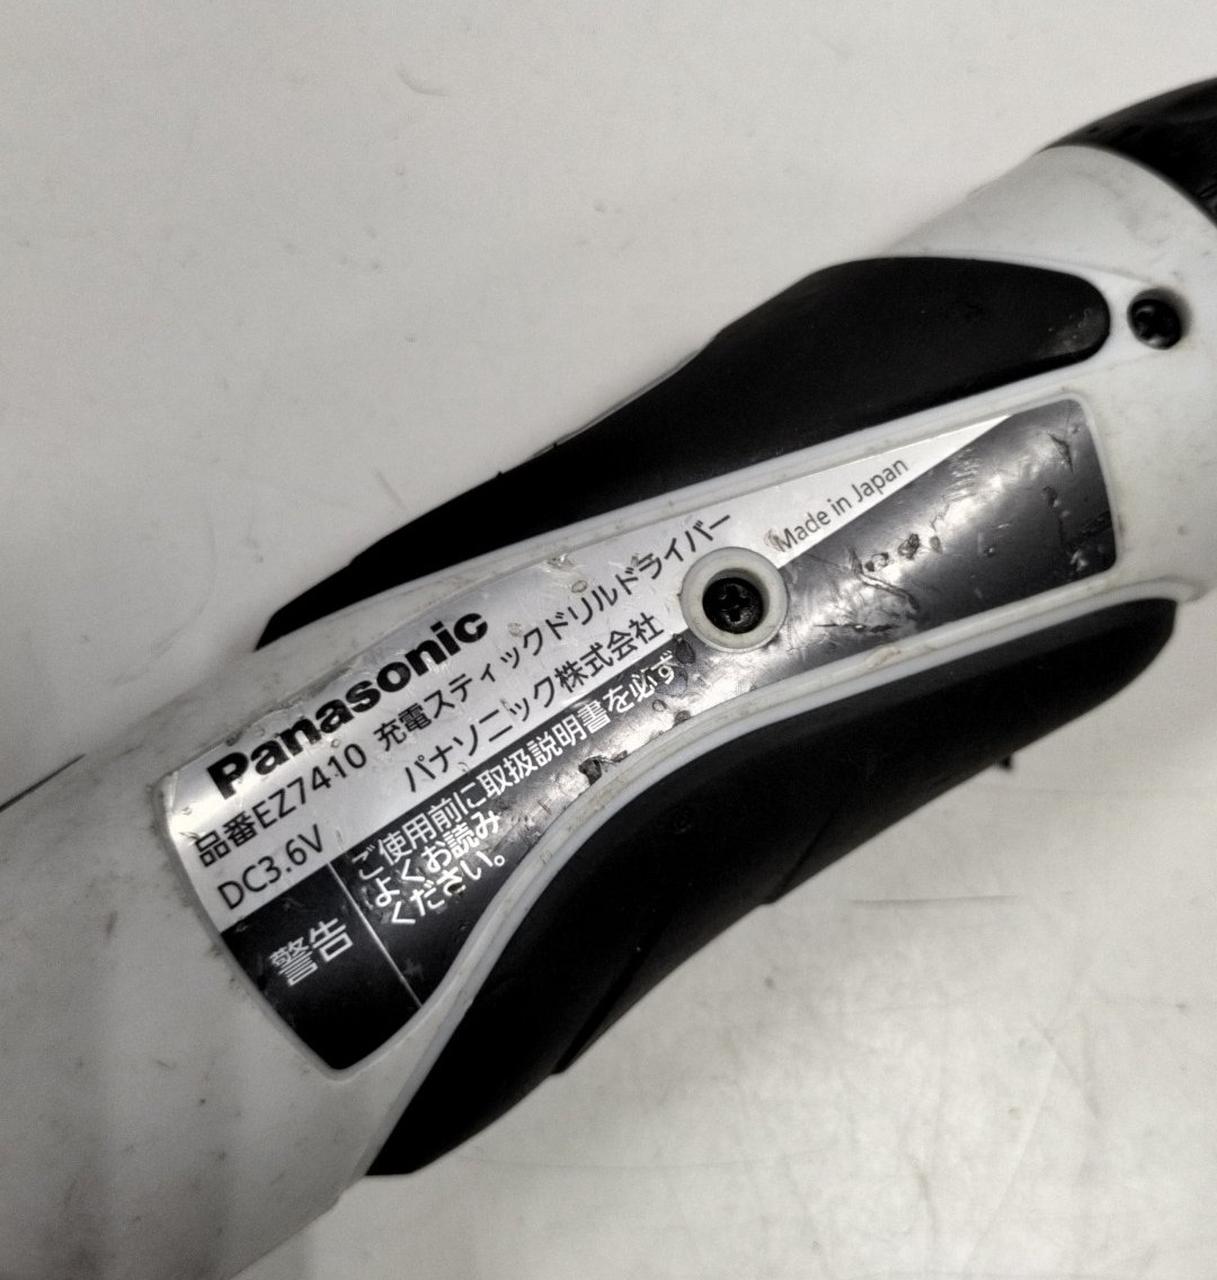 Panasonic
品番EZ7410 充電スティックドリルドライバー
DC3.6V パナソニック株式会社
Made in Japan
警告
ご使用前に取扱説明書を必ず
よくお読み
ください。